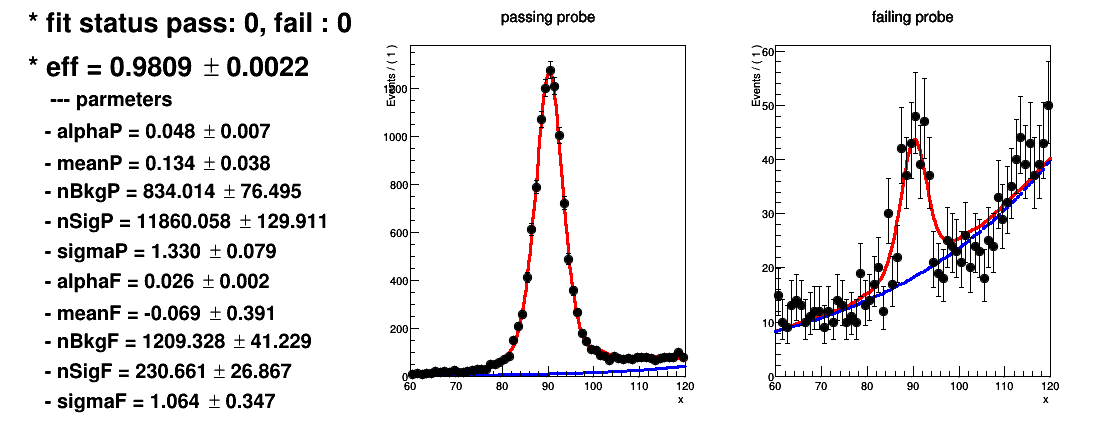 * fit status pass: 0, fail : 0
* eff = 0.9809 ± 0.0022
--- parmeters
- alphaP = 0.048 ± 0.007
- meanP = 0.134 ± 0.038
- nBkgP = 834.014 ± 76.495
- nSigP = 11860.058 ± 129.911
- sigmaP = 1.330 ± 0.079
- alphaF = 0.026 ± 0.002
- meanF = -0.069 ± 0.391
- nBkgF = 1209.328 ± 41.229
- nSigF = 230.661 ± 26.867
- sigmaF = 1.064 ± 0.347
passing probe
Events / ( 1 )
1200
1000
800
600
400
200
0
60 70 80 90 100 110 120
x
failing probe
Events / ( 1 )
60
50
40
30
20
10
0
60 70 80 90 100 110 120
x